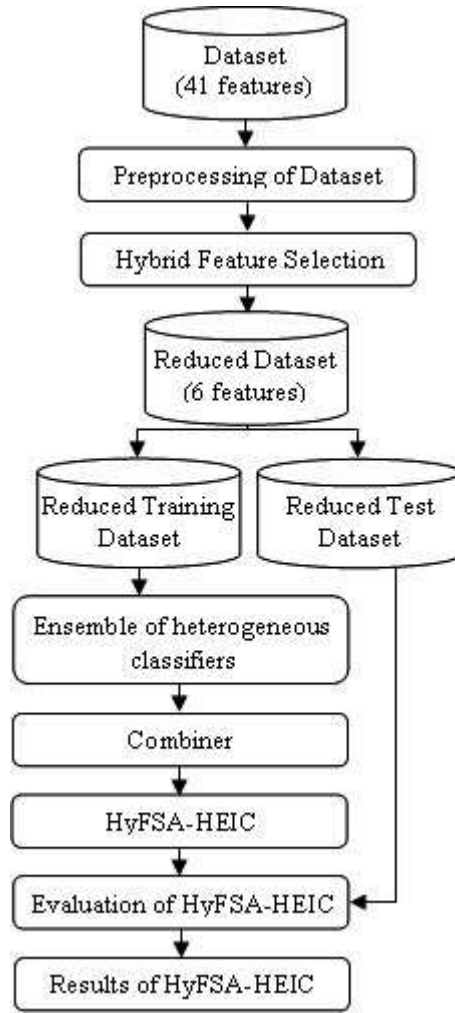 Dataset
(41 features)
Preprocessing of Dataset
Hybrid Feature Selection
Reduced Dataset
(6 features)
Reduced Training
Dataset
Reduced Test
Dataset
Ensemble of heterogeneous
classifiers
Combiner
HyFSA-HEIC
Evaluation of HyFSA-HEIC
Results of HyFSA-HEIC